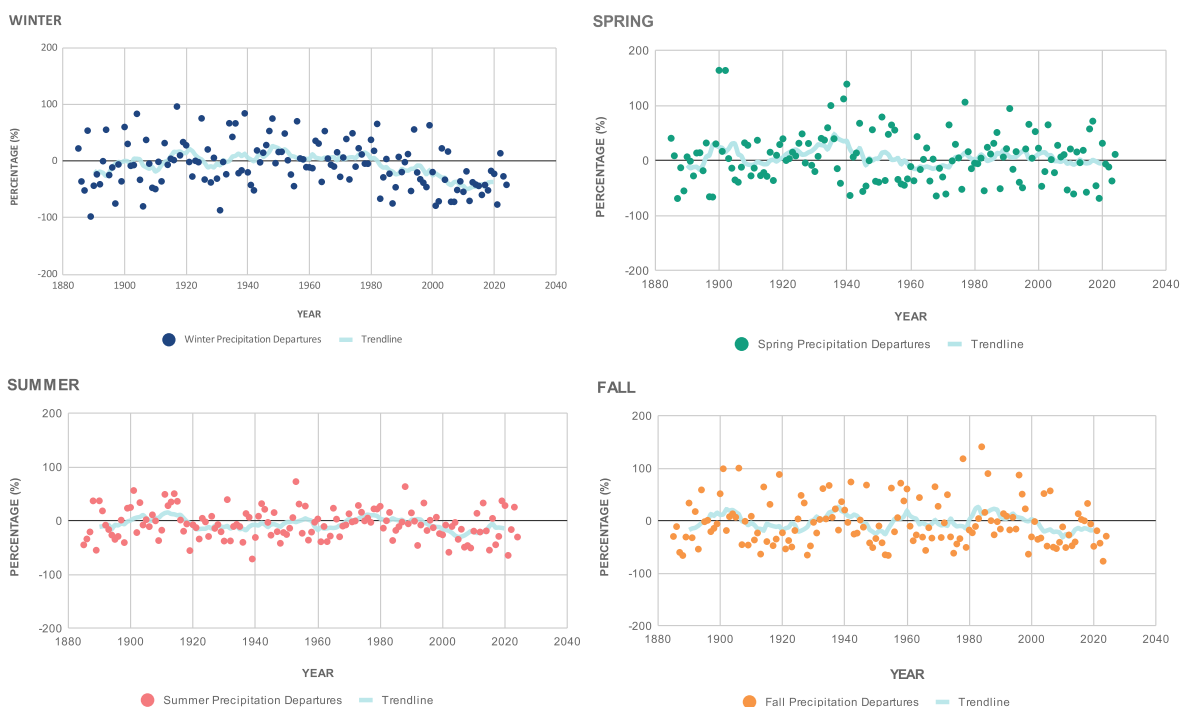 WINTER
200
100
0
-100
-200
PERCENTAGE (%)
1880 1900 1920 1940 1960 1980 2000 2020 2040
YEAR
Winter Precipitation Departures Trendline
SPRING
200
100
0
-100
-200
PERCENTAGE (%)
1880 1900 1920 1940 1960 1980 2000 2020 2040
YEAR
Spring Precipitation Departures Trendline
SUMMER
200
100
0
-100
-200
PERCENTAGE (%)
1880 1900 1920 1940 1960 1980 2000 2020 2040
YEAR
Summer Precipitation Departures Trendline
FALL
200
100
0
-100
-200
PERCENTAGE (%)
1880 1900 1920 1940 1960 1980 2000 2020 2040
YEAR
Fall Precipitation Departures Trendline